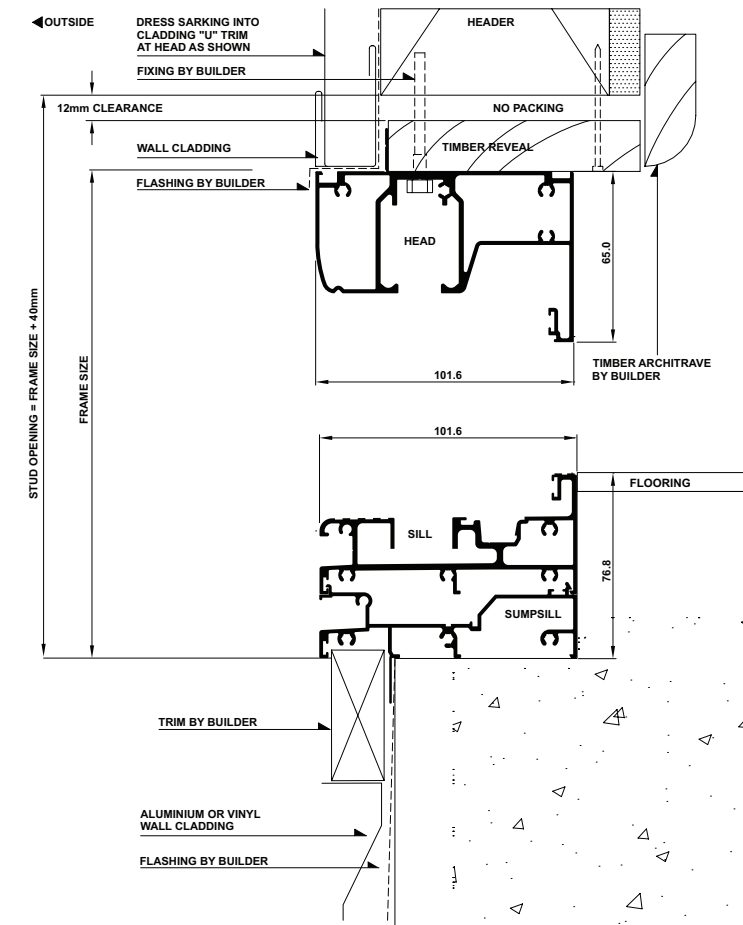 OUTSIDE
DRESS SARKING INTO
CLADDING "U" TRIM
AT HEAD AS SHOWN
HEADER
FIXING BY BUILDER
12mm CLEARANCE
NO PACKING
WALL CLADDING
TIMBER REVEAL
FLASHING BY BUILDER
HEAD
65.0
STUD OPENING = FRAME SIZE + 40mm
FRAME SIZE
TIMBER ARCHITRAVE
BY BUILDER
101.6
101.6
FLOORING
SILL
76.8
SUMPSILL
TRIM BY BUILDER
ALUMINIUM OR VINYL
WALL CLADDING
FLASHING BY BUILDER